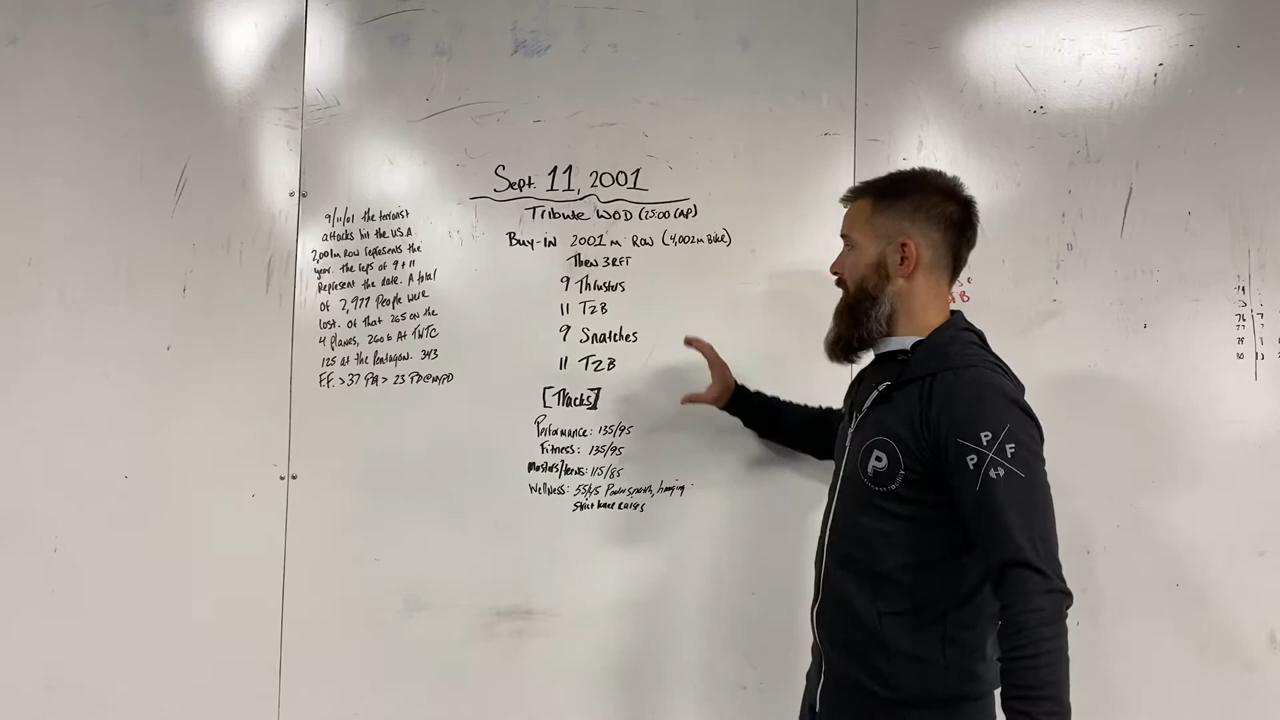 Sept. 11, 2001
Tribute WOD (25:00 CAP)
Buy-in 2001m Row (4,002m Bike)
Then 3RFT
9 Thrusters
11 T2B
9 Snatches
11 T2B
[Tracks]
Performance: 135/95
Fitness: 135/95
Masters/Teens: 115/85
Wellness: 55/45 Power snatch, hanging
strict knee raises
9/11/01 the terrorist
attacks hit the U.S.A
2,001m Row represents the
year. the reps of 9 + 11
Represent the date. A total
of 2,977 People were
lost. of that 265 on the
4 planes, 2606 At TWTC
125 at the Pentagon. 343
F.F. > 37 PA > 23 PD@NYPD
P
fitness facility
P
P F